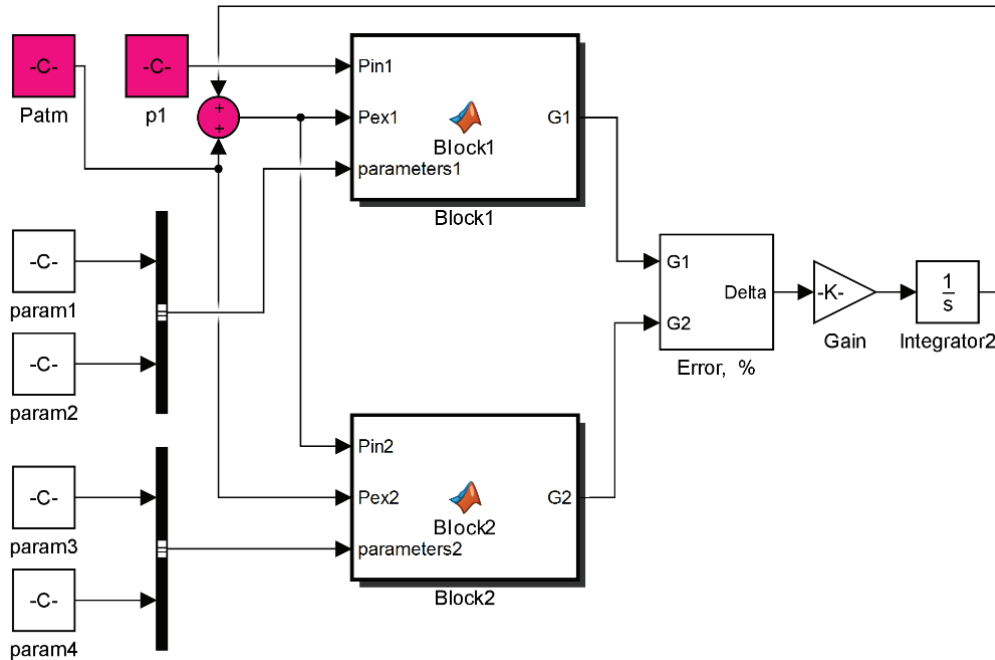 -C-
Patm
-C-
p1
+
+
Pin1
Pex1
parameters1
Block1
G1
Block1
-C-
param1
-C-
param2
G1
G2
Delta
Error, %
-K-
Gain
1
s
Integrator2
-C-
param3
-C-
param4
Pin2
Pex2
parameters2
Block2
G2
Block2